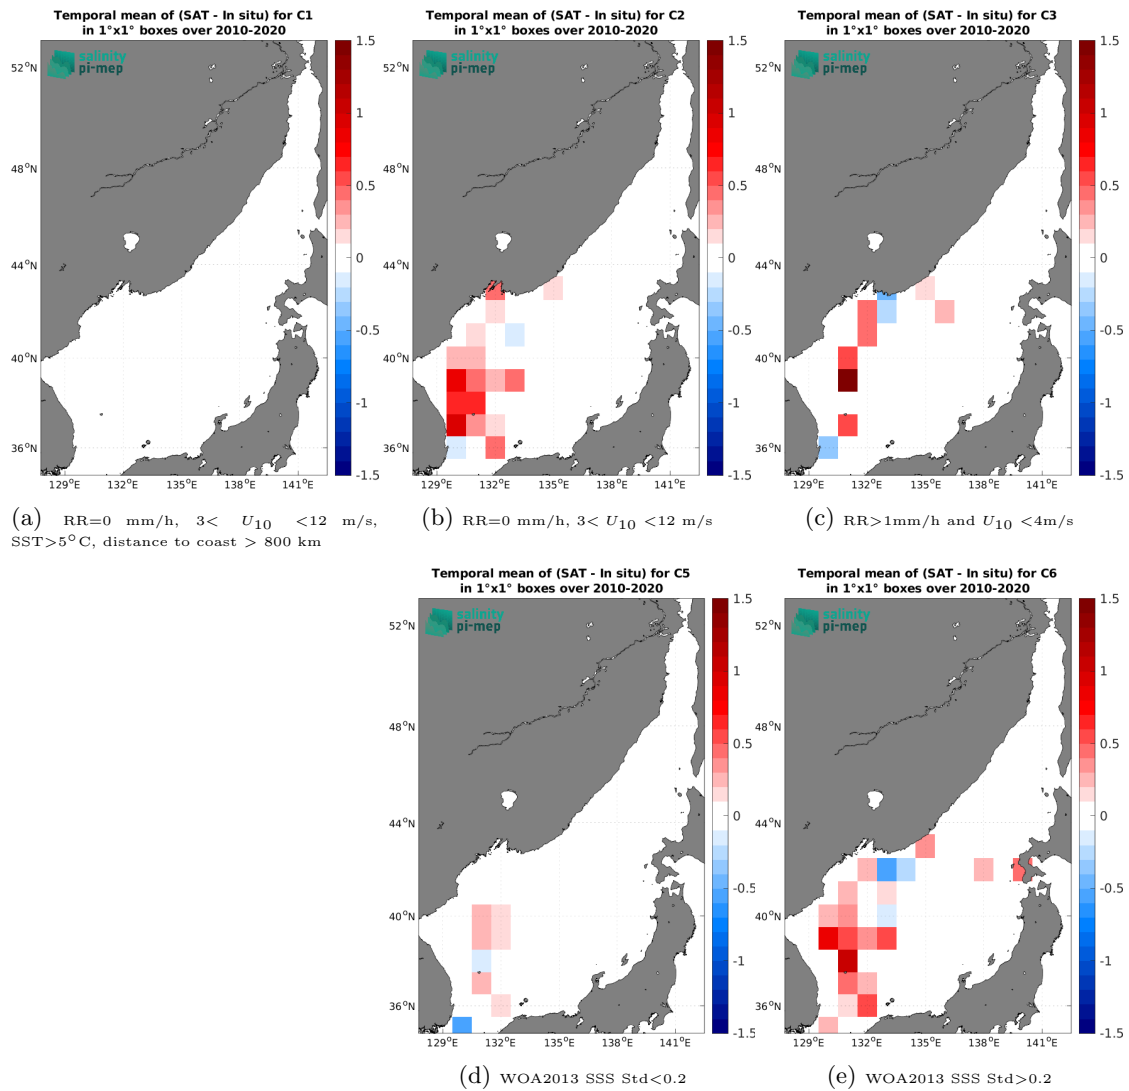 Temporal mean of (SAT - In situ) for C1
in 1°x1° boxes over 2010-2020
salinity
pi-mep
52°N
48°N
44°N
40°N
36°N
129°E 132°E 135°E 138°E 141°E
1.5
1
0.5
0
-0.5
-1
-1.5
(a) RR=0 mm/h, 3< U10 <12 m/s,
SST>5°C, distance to coast > 800 km
Temporal mean of (SAT - In situ) for C2
in 1°x1° boxes over 2010-2020
salinity
pi-mep
52°N
48°N
44°N
40°N
36°N
129°E 132°E 135°E 138°E 141°E
1.5
1
0.5
0
-0.5
-1
-1.5
(b) RR=0 mm/h, 3< U10 <12 m/s
Temporal mean of (SAT - In situ) for C3
in 1°x1° boxes over 2010-2020
salinity
pi-mep
52°N
48°N
44°N
40°N
36°N
129°E 132°E 135°E 138°E 141°E
1.5
1
0.5
0
-0.5
-1
-1.5
(c) RR>1mm/h and U10 <4m/s
Temporal mean of (SAT - In situ) for C5
in 1°x1° boxes over 2010-2020
salinity
pi-mep
52°N
48°N
44°N
40°N
36°N
129°E 132°E 135°E 138°E 141°E
1.5
1
0.5
0
-0.5
-1
-1.5
(d) WOA2013 SSS Std<0.2
Temporal mean of (SAT - In situ) for C6
in 1°x1° boxes over 2010-2020
salinity
pi-mep
52°N
48°N
44°N
40°N
36°N
129°E 132°E 135°E 138°E 141°E
1.5
1
0.5
0
-0.5
-1
-1.5
(e) WOA2013 SSS Std>0.2